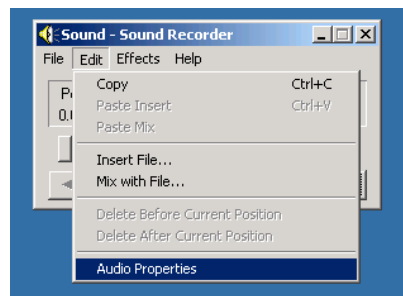 Sound - Sound Recorder
File Edit Effects Help
Copy Ctrl+C
Paste Insert Ctrl+V
Paste Mix
Insert File...
Mix with File...
Delete Before Current Position
Delete After Current Position
Audio Properties